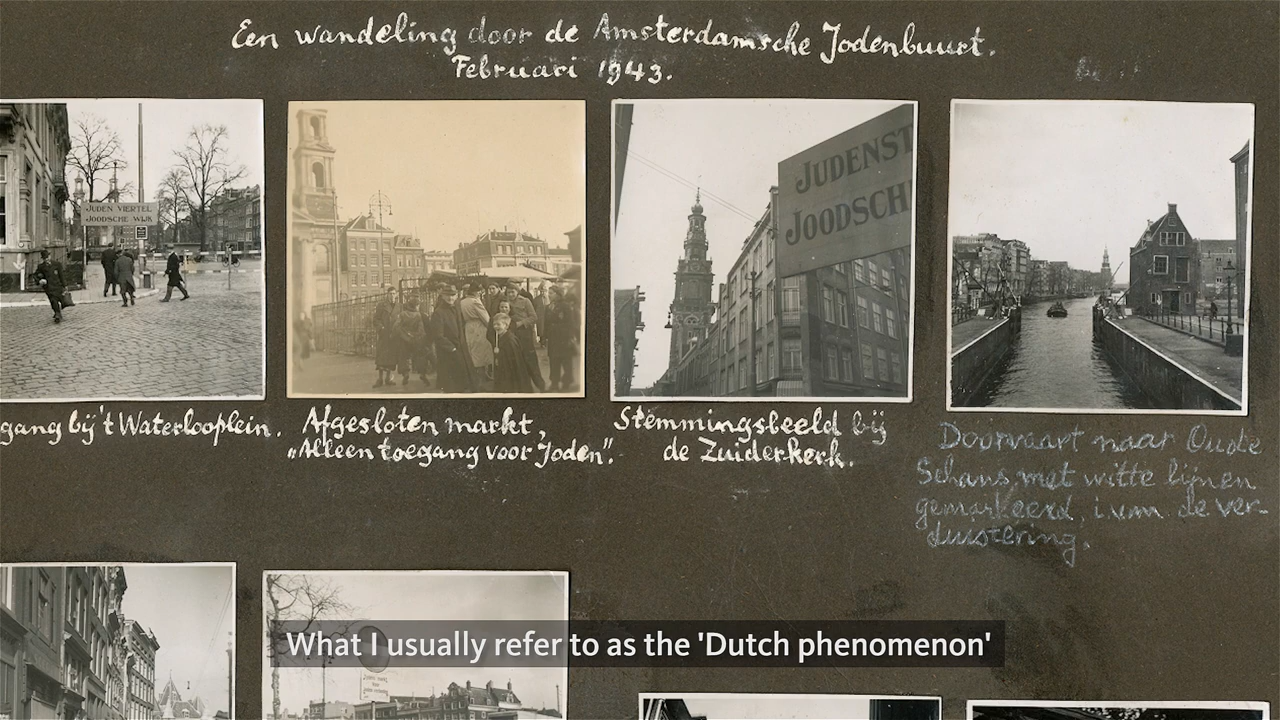 Een wandeling door de Amsterdamsche Jodenbuurt.
Februari 1943.
JUDEN VIERTEL
JOODSCHE WIJK
JUDENST
JOODSCH
gang bij 't Waterlooplein.
Afgesloten markt,
„Alleen toegang voor Joden”.
Stemmingsbeeld bij
de Zuiderkerk.
Doorvaart naar Oude
Schans, met witte lijnen
gemarkeerd, i.v.m. de ver-
duistering.
What I usually refer to as the 'Dutch phenomenon'